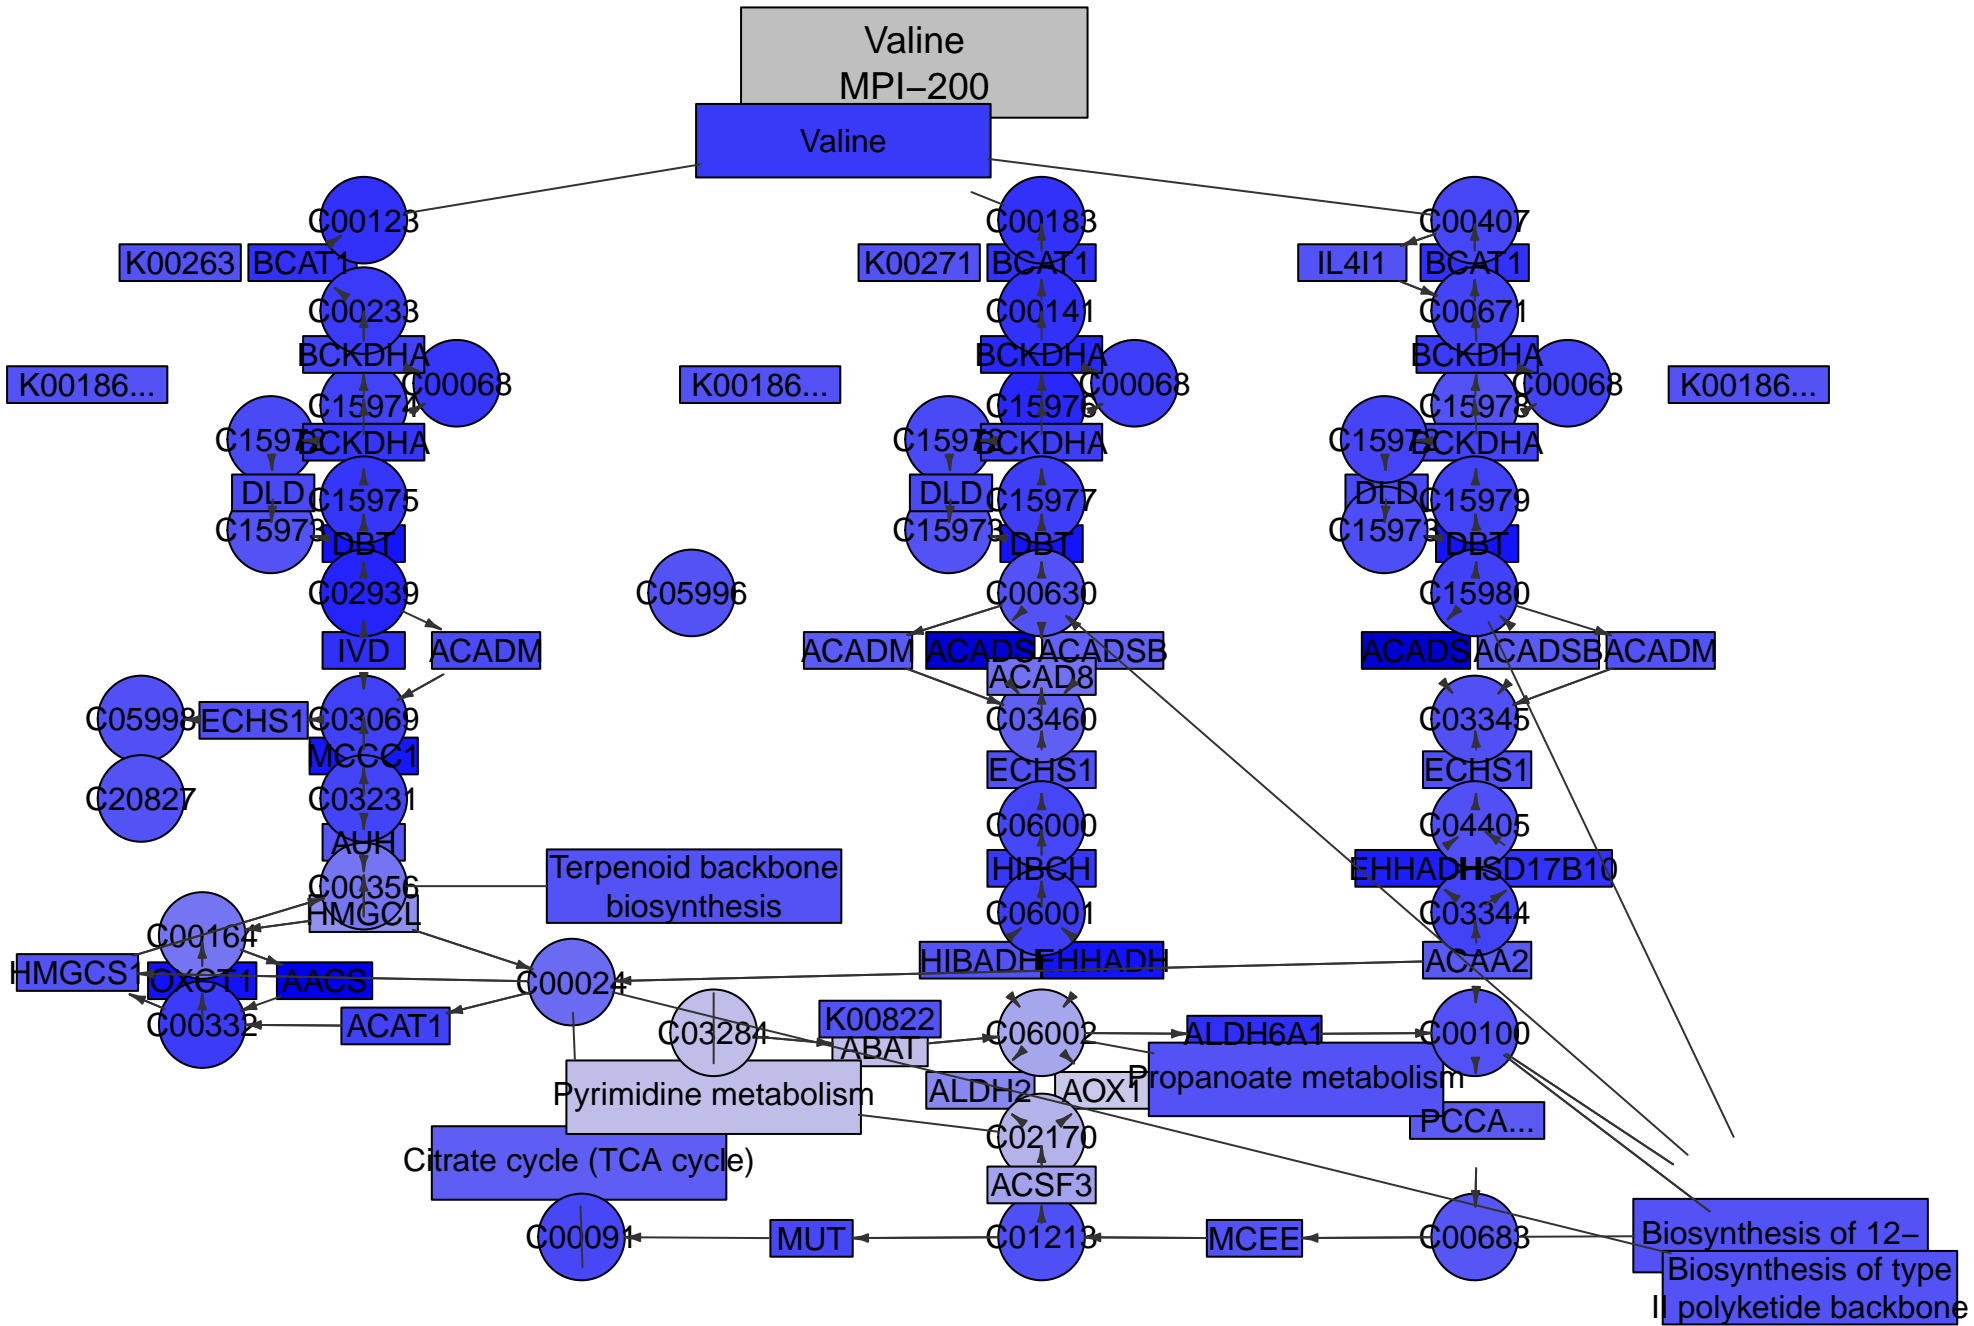 Valine
MPI−200
Valine
C00123
C00183
C00407
K00263
BCAT1
K00271
BCAT1
IL4I1
BCAT1
C00233
C00141
C00671
BCKDHA
BCKDHA
BCKDHA
K00186...
C00068
K00186...
C00068
C00068
K00186...
C15974
C15976
C15978
C15972
BCKDHA
C15972
BCKDHA
C15972
BCKDHA
DLD
C15975
DLD
C15977
DLD
C15979
C15973
DBT
C15973
DBT
C15973
DBT
C02939
C05996
C00630
C15980
IVD
ACADM
ACADM
ACADS
ACADSB
ACADS
ACADSB
ACADM
ACAD8
C05998
ECHS1
C03069
C03460
C03345
MCCC1
ECHS1
ECHS1
C20827
C03231
C06000
C04405
AUH
Terpenoid backbone
biosynthesis
HIBCH
EHHADH
HSD17B10
C00356
HMGCL
C06001
C03344
C00164
HMGCS1
OXCT1
AACS
C00024
HIBADH
EHHADH
ACAA2
C00332
ACAT1
C03284
K00822
ABAT
C06002
ALDH6A1
C00100
Pyrimidine metabolism
ALDH2
AOX1
Propanoate metabolism
PCCA...
C02170
Citrate cycle (TCA cycle)
ACSF3
C00091
MUT
C01213
MCEE
C00683
Biosynthesis of 12−
Biosynthesis of type
II polyketide backbone